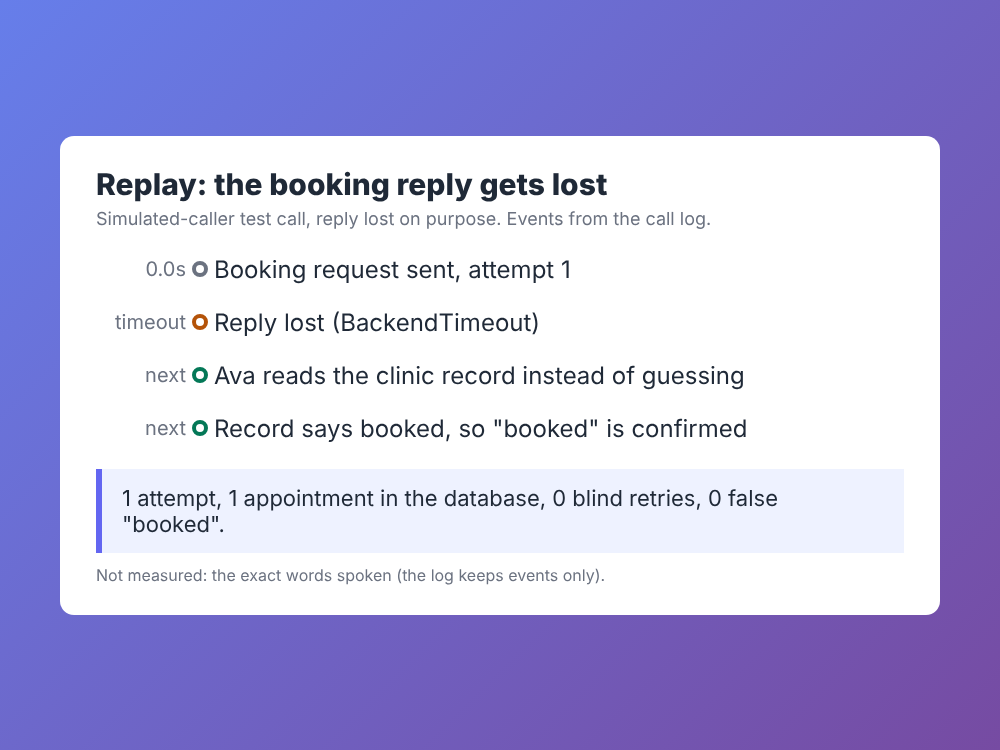 Replay: the booking reply gets lost
Simulated-caller test call, reply lost on purpose. Events from the call log.
0.0s Booking request sent, attempt 1
timeout Reply lost (BackendTimeout)
next Ava reads the clinic record instead of guessing
next Record says booked, so "booked" is confirmed
1 attempt, 1 appointment in the database, 0 blind retries, 0 false
"booked".
Not measured: the exact words spoken (the log keeps events only).